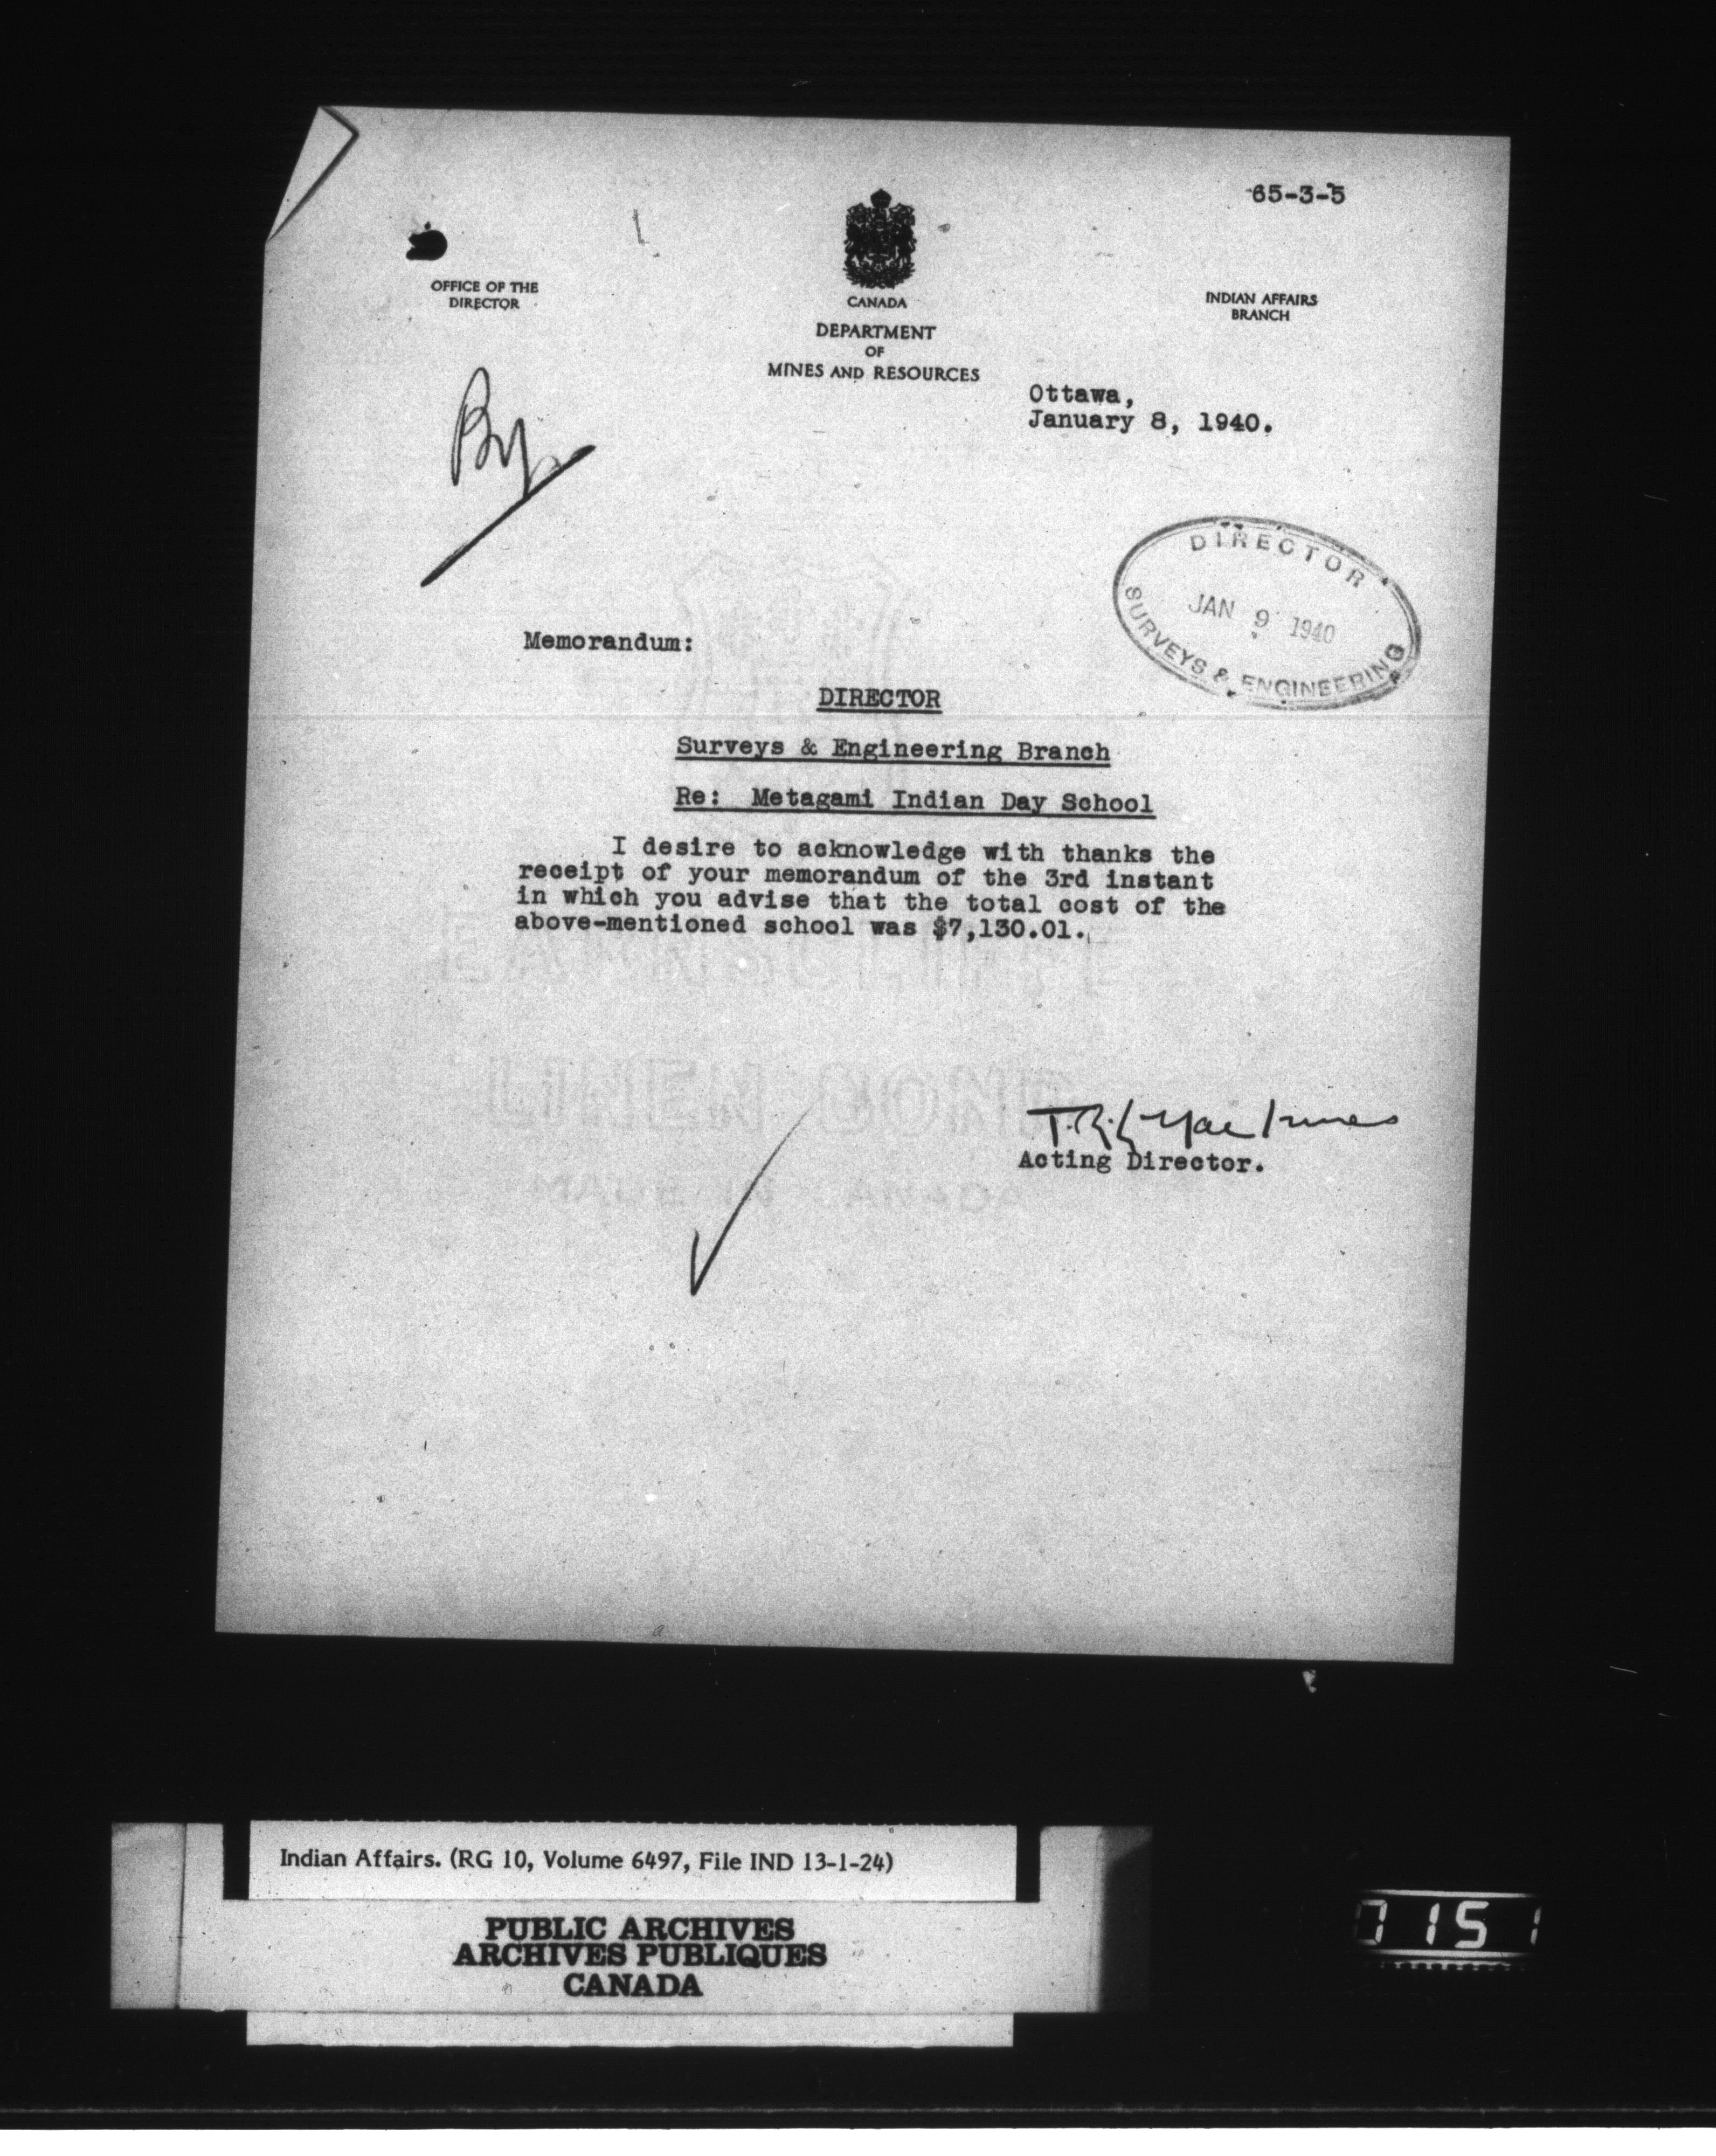 65-3-5
OFFICE OF THE
DIRECTOR
CANADA
DEPARTMENT
OF
MINES AND RESOURCES
INDIAN AFFAIRS
BRANCH
Ottawa,
January 8, 1940.
DIRECTOR
JAN 9 1940
SURVEYS & ENGINEERING
Memorandum:
DIRECTOR
Surveys & Engineering Branch
Re: Metagami Indian Day School
I desire to acknowledge with thanks the
receipt of your memorandum of the 3rd instant
in which you advise that the total cost of the
above-mentioned school was $7,130.01.
T.R.L. MacInnes
Acting Director.
Indian Affairs. (RG 10, Volume 6497, File IND 13-1-24)
PUBLIC ARCHIVES
ARCHIVES PUBLIQUES
CANADA
151